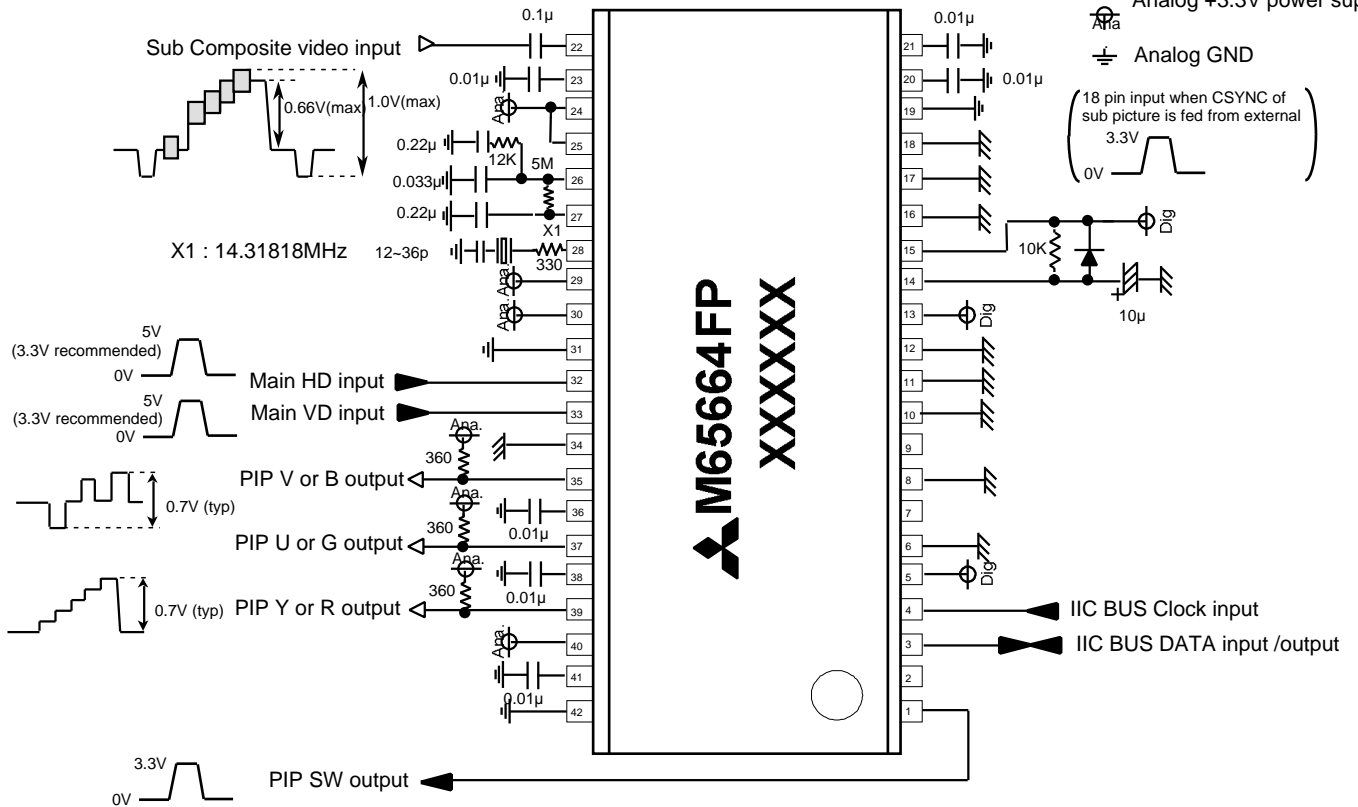 Analog +3.3V power sup
Ana
Analog GND
18 pin input when CSYNC of
sub picture is fed from external
3.3V
0V
0.1µ
Sub Composite video input
0.66V(max)
1.0V(max)
22
0.01µ
23
Ana.
24
25
0.22µ
12K
5M
0.033µ
26
0.22µ
27
X1 : 14.31818MHz
12~36p
X1
330
28
Ana.
29
Ana.
30
31
5V
(3.3V recommended)
0V
Main HD input
32
5V
(3.3V recommended)
0V
Main VD input
33
Ana.
34
360
PIP V or B output
35
0.7V (typ)
Ana.
36
0.01µ
360
PIP U or G output
37
Ana.
38
0.01µ
360
0.7V (typ)
PIP Y or R output
39
Ana.
40
41
0.01µ
42
3.3V
0V
PIP SW output
M65664FP
XXXXXX
0.01µ
21
20
0.01µ
19
18
17
16
15
10K
Dig
14
10µ
+
13
Dig
12
11
10
9
8
7
6
5
Dig
4
IIC BUS Clock input
3
IIC BUS DATA input /output
2
1